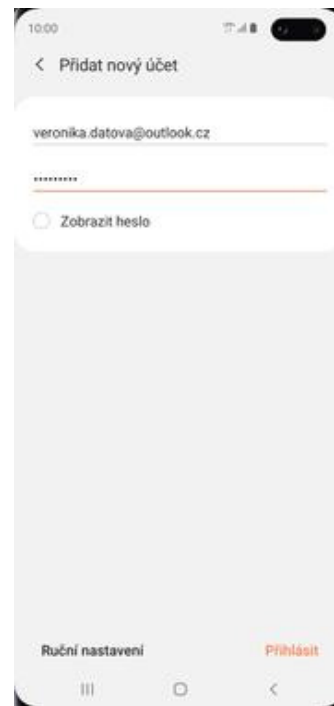 10:00
Přidat nový účet
veronika.datova@outlook.cz
•••••••••
Zobrazit heslo
Ruční nastavení
Přihlásit